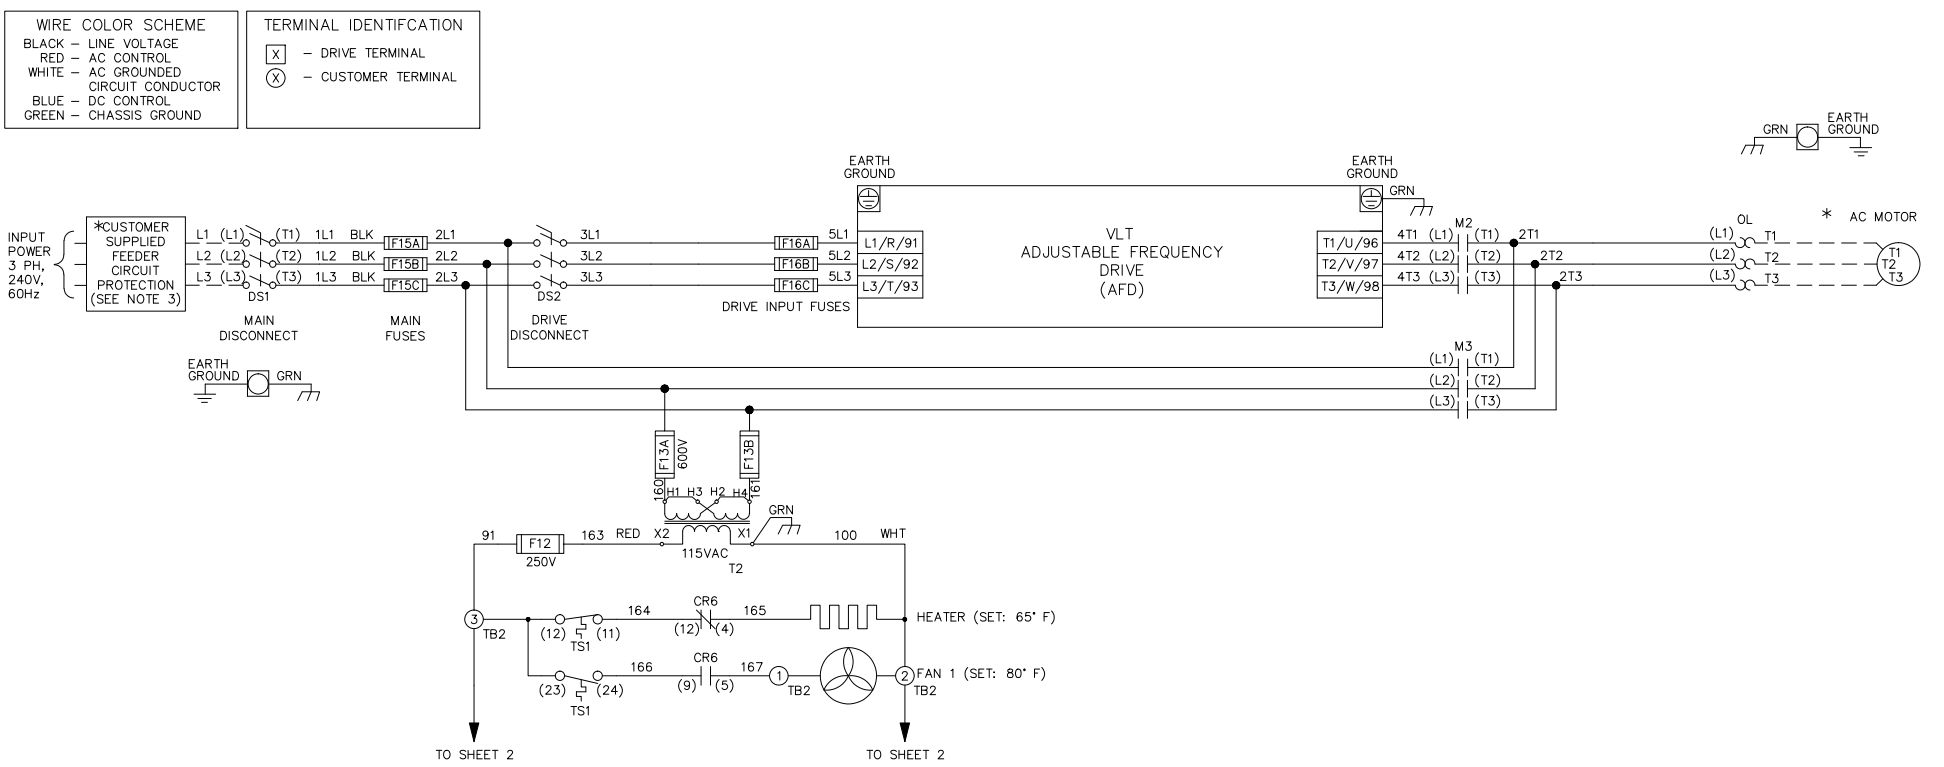 WIRE COLOR SCHEME
BLACK – LINE VOLTAGE
RED – AC CONTROL
WHITE – AC GROUNDED
CIRCUIT CONDUCTOR
BLUE – DC CONTROL
GREEN – CHASSIS GROUND
TERMINAL IDENTIFCATION
X – DRIVE TERMINAL
X – CUSTOMER TERMINAL
GRN
EARTH
GROUND
INPUT
POWER
3 PH,
240V,
60Hz
*CUSTOMER
SUPPLIED
FEEDER
CIRCUIT
PROTECTION
(SEE NOTE 3)
L1 (L1) (T1) 1L1 BLK F15A 2L1 3L1 F16A 5L1 L1/R/91
L2 (L2) (T2) 1L2 BLK F15B 2L2 3L2 F16B 5L2 L2/S/92
L3 (L3) (T3) 1L3 BLK F15C 2L3 3L3 F16C 5L3 L3/T/93
DS1
MAIN
DISCONNECT
MAIN
FUSES
DS2
DRIVE
DISCONNECT
DRIVE INPUT FUSES
EARTH
GROUND
VLT
ADJUSTABLE FREQUENCY
DRIVE
(AFD)
EARTH
GROUND
GRN
M2
T1/U/96 4T1 (L1) (T1) 2T1
T2/V/97 4T2 (L2) (T2) 2T2
T3/W/98 4T3 (L3) (T3) 2T3
OL
(L1) T1
(L2) T2
(L3) T3
* AC MOTOR
T1
T2
T3
EARTH
GROUND
GRN
M3
(L1) (T1)
(L2) (T2)
(L3) (T3)
F13A
600V
F13B
160
161
H1 H3 H2 H4
GRN
91 F12 163 RED X2 X1 100 WHT
250V
115VAC
T2
3
TB2
(12) (11)
TS1
164
CR6
(12) (4)
165
HEATER (SET: 65° F)
(23) (24)
TS1
166
CR6
(9) (5)
167
1
TB2
2
TB2
FAN 1 (SET: 80° F)
TO SHEET 2
TO SHEET 2